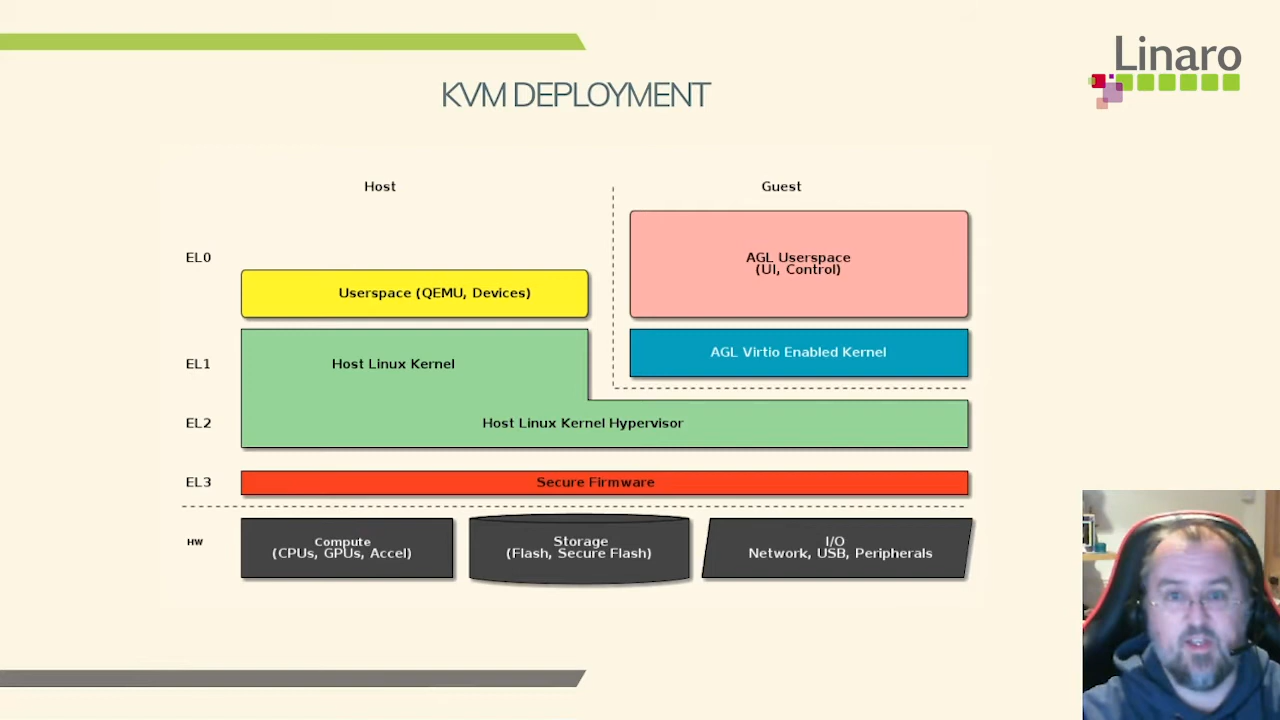 Linaro
KVM DEPLOYMENT
Host
Guest
EL0
AGL Userspace
(UI, Control)
Userspace (QEMU, Devices)
EL1
Host Linux Kernel
AGL Virtio Enabled Kernel
EL2
Host Linux Kernel Hypervisor
EL3
Secure Firmware
HW
Compute
(CPUs, GPUs, Accel)
Storage
(Flash, Secure Flash)
I/O
Network, USB, Peripherals